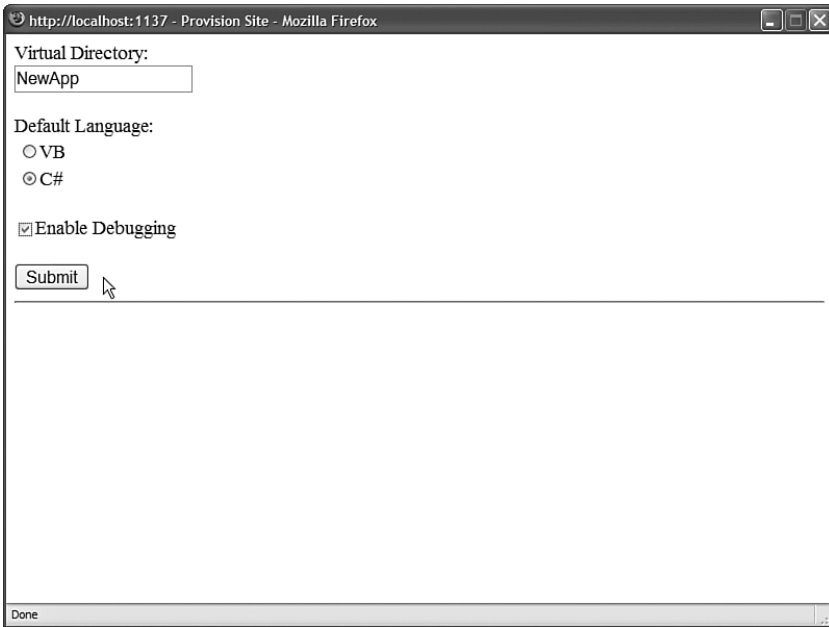 http://localhost:1137 - Provision Site - Mozilla Firefox
Virtual Directory:
NewApp
Default Language:
VB
C#
Enable Debugging
Submit
Done